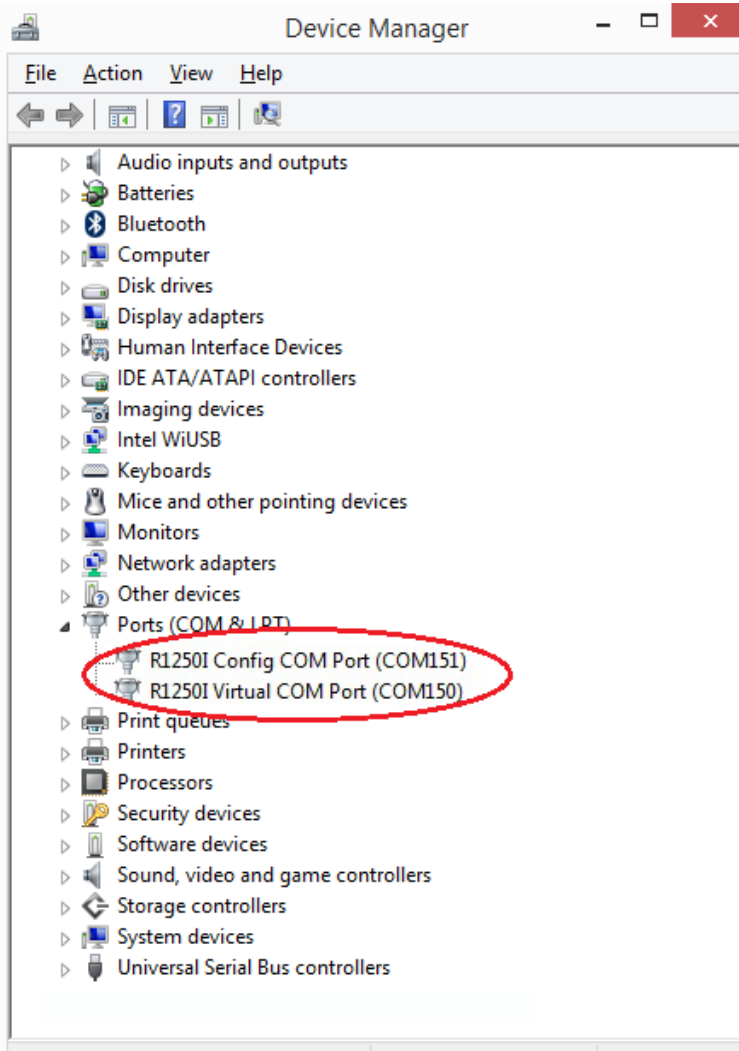 Device Manager
File Action View Help
Audio inputs and outputs
Batteries
Bluetooth
Computer
Disk drives
Display adapters
Human Interface Devices
IDE ATA/ATAPI controllers
Imaging devices
Intel WiUSB
Keyboards
Mice and other pointing devices
Monitors
Network adapters
Other devices
Ports (COM & LPT)
R1250I Config COM Port (COM151)
R1250I Virtual COM Port (COM150)
Print queues
Printers
Processors
Security devices
Software devices
Sound, video and game controllers
Storage controllers
System devices
Universal Serial Bus controllers